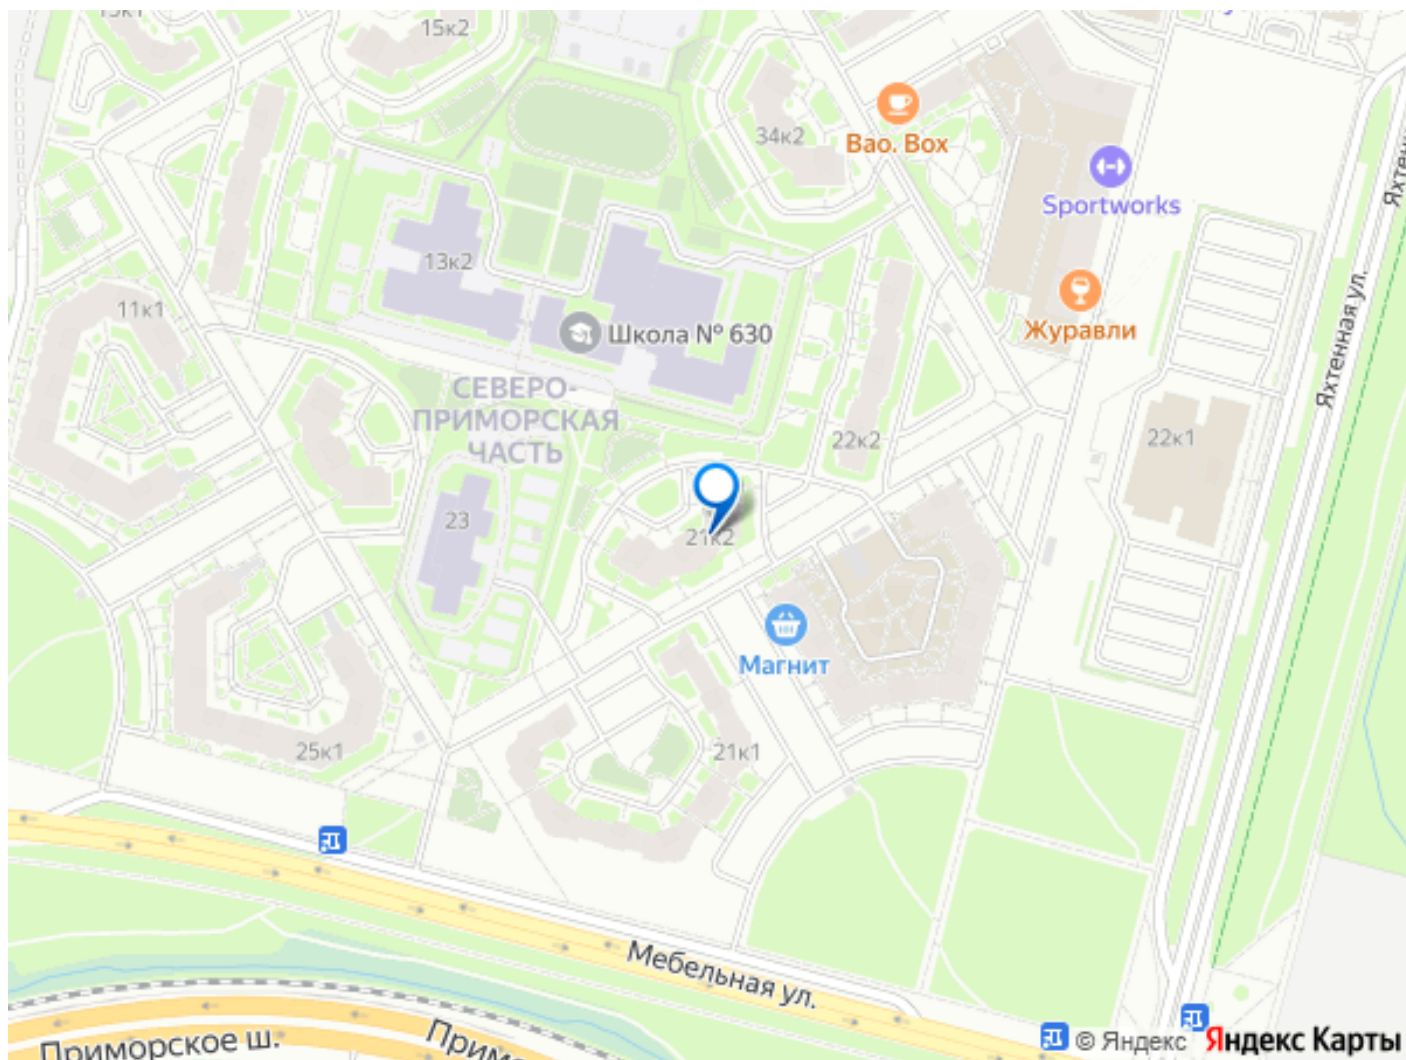 15к1
15к2
34к2
Bao. Box
Sportworks
Яхтенная ул.
13к2
11к1
Школа № 630
Журавли
СЕВЕРО-
ПРИМОРСКАЯ
ЧАСТЬ
22к2
22к1
23
21к2
Магнит
25к1
21к1
Мебельная ул.
Приморское ш.
© Яндекс Яндекс Карты